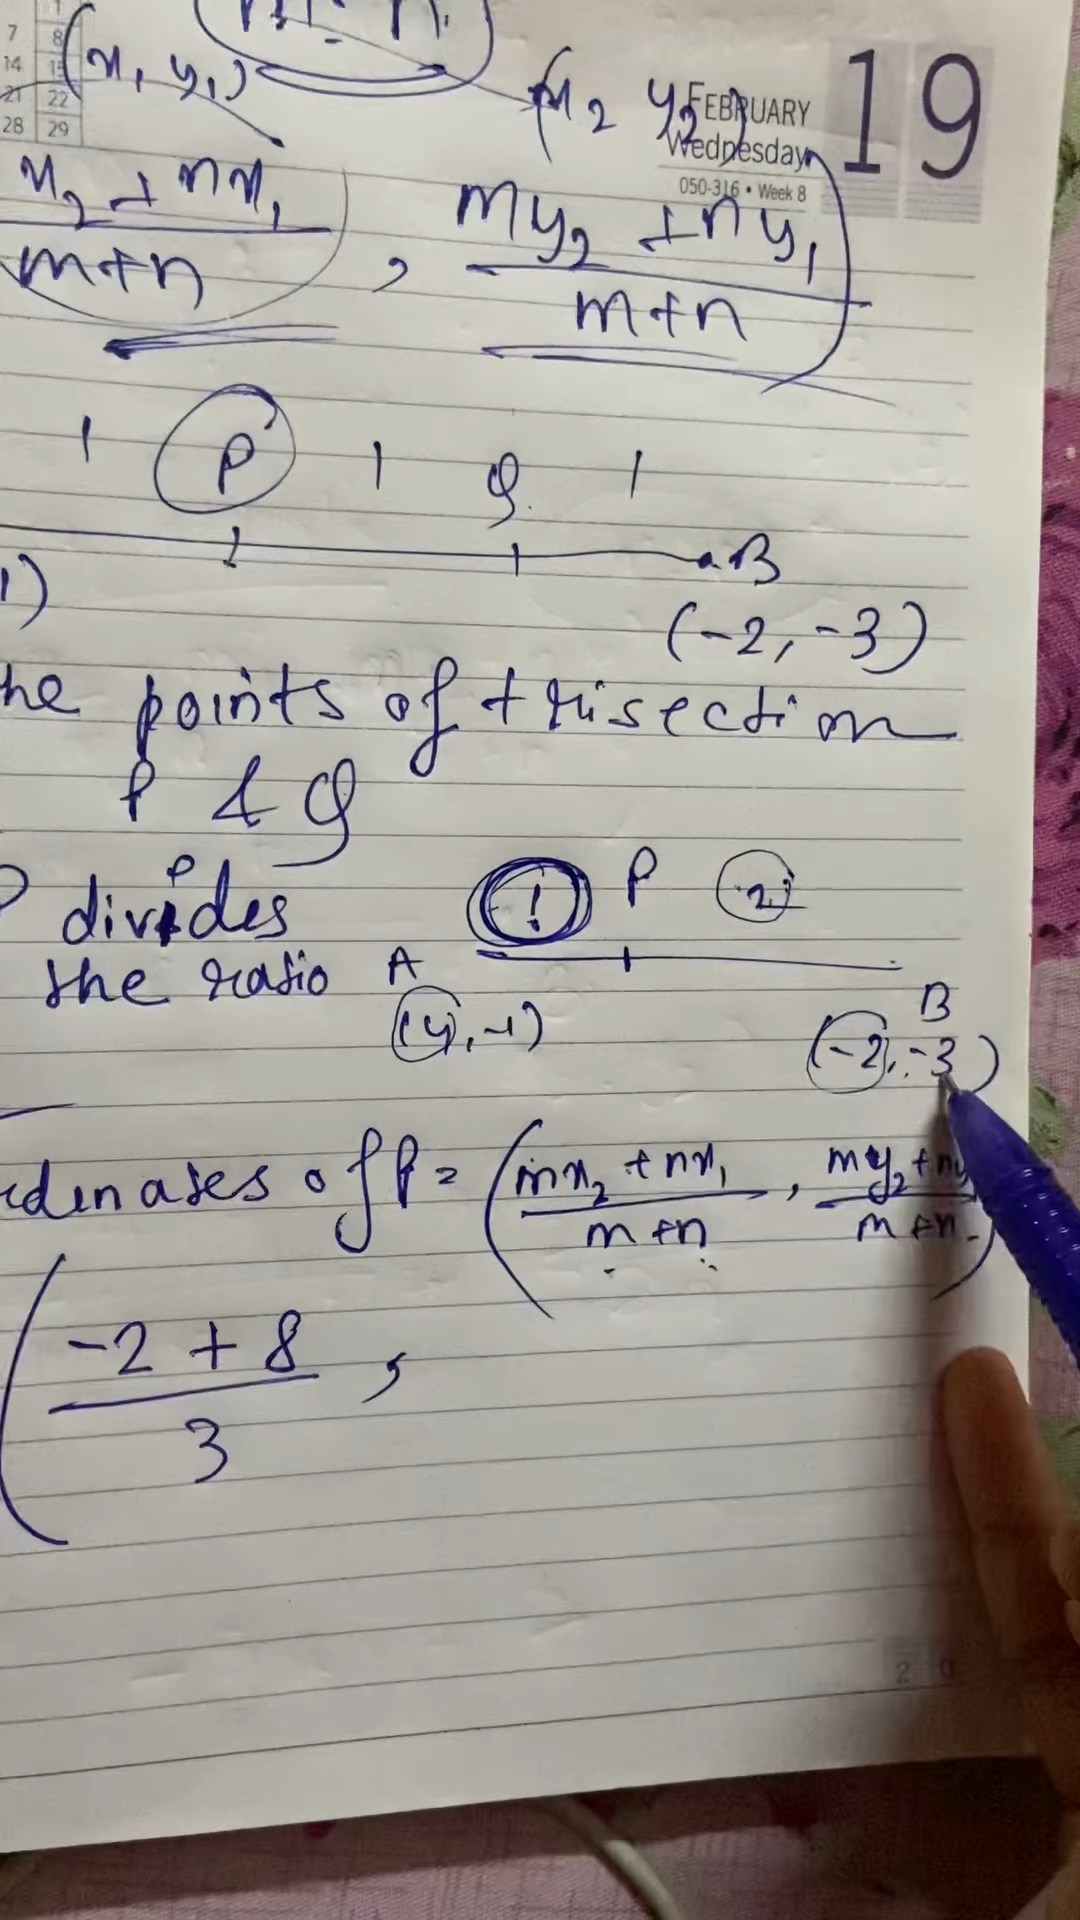 7 8
14 15
21 22
28 29
(x₁ y₁)
(x₂ y₂)
FEBRUARY
Wednesday
050-316 • Week 8
19
x₂ + nx₁ / m+n , my₂ + ny₁ / m+n )
1 P 1 Q 1
B
1)
(-2, -3)
he points of trisection
P & Q
P
divides
1 P 2
the ratio A
B
(4, -1)
(-2, -3)
dinates of P = ( mx₂ + nx₁ / m+n , my₂ + ny / m+n )
( -2 + 8 / 3 ,